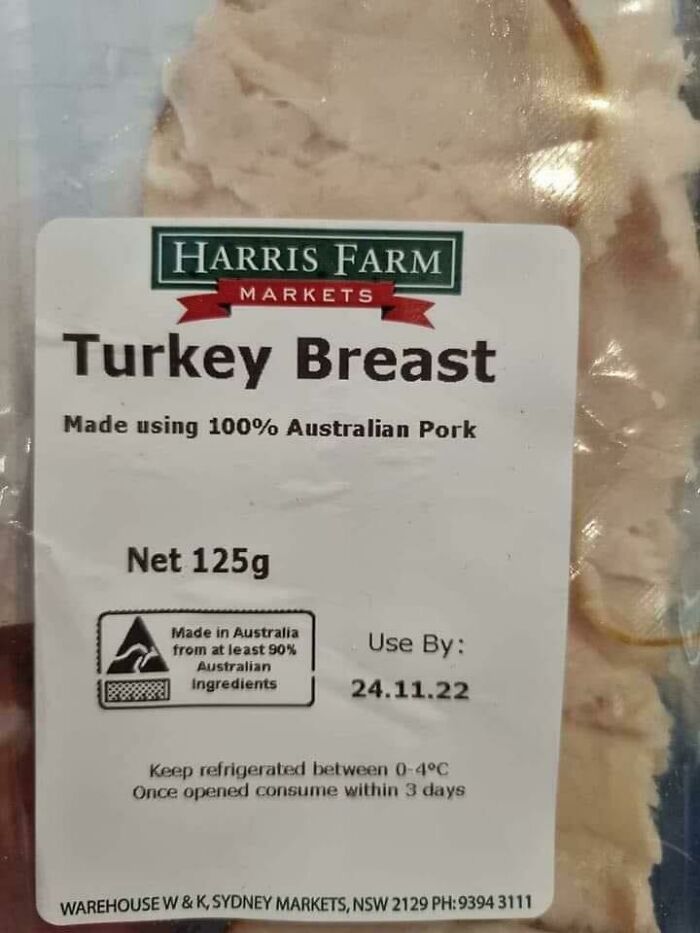 HARRIS FARM
MARKETS
Turkey Breast
Made using 100% Australian Pork
Net 125g
Made in Australia
from at least 90%
Australian
ingredients
Use By:
24.11.22
Keep refrigerated between 0-4°C
Once opened consume within 3 days
WAREHOUSE W & K, SYDNEY MARKETS, NSW 2129 PH:9394 3111